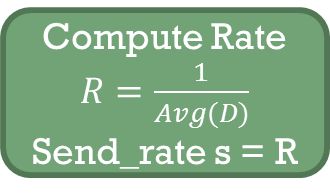 Compute Rate
R = 1 / Avg(D)
Send_rate s = R